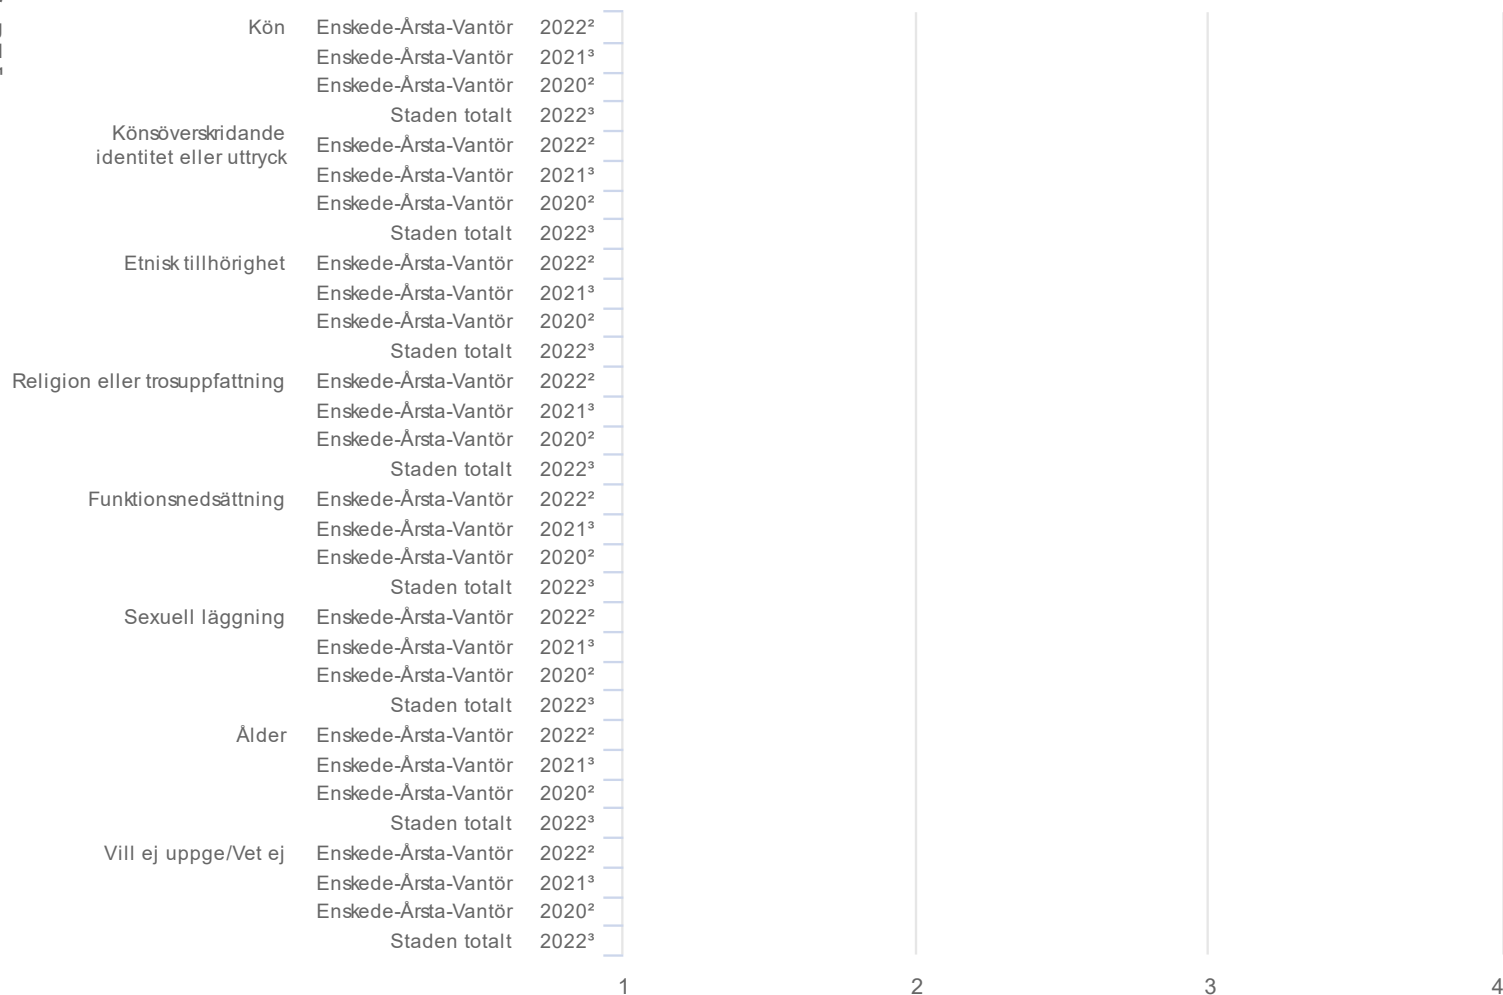 Kön Enskede-Årsta-Vantör 2022²
Enskede-Årsta-Vantör 2021³
Enskede-Årsta-Vantör 2020²
Staden totalt 2022³
Könsöverskridande
identitet eller uttryck Enskede-Årsta-Vantör 2022²
Enskede-Årsta-Vantör 2021³
Enskede-Årsta-Vantör 2020²
Staden totalt 2022³
Etnisk tillhörighet Enskede-Årsta-Vantör 2022²
Enskede-Årsta-Vantör 2021³
Enskede-Årsta-Vantör 2020²
Staden totalt 2022³
Religion eller trosuppfattning Enskede-Årsta-Vantör 2022²
Enskede-Årsta-Vantör 2021³
Enskede-Årsta-Vantör 2020²
Staden totalt 2022³
Funktionsnedsättning Enskede-Årsta-Vantör 2022²
Enskede-Årsta-Vantör 2021³
Enskede-Årsta-Vantör 2020²
Staden totalt 2022³
Sexuell läggning Enskede-Årsta-Vantör 2022²
Enskede-Årsta-Vantör 2021³
Enskede-Årsta-Vantör 2020²
Staden totalt 2022³
Ålder Enskede-Årsta-Vantör 2022²
Enskede-Årsta-Vantör 2021³
Enskede-Årsta-Vantör 2020²
Staden totalt 2022³
Vill ej uppge/Vet ej Enskede-Årsta-Vantör 2022²
Enskede-Årsta-Vantör 2021³
Enskede-Årsta-Vantör 2020²
Staden totalt 2022³
1 2 3 4